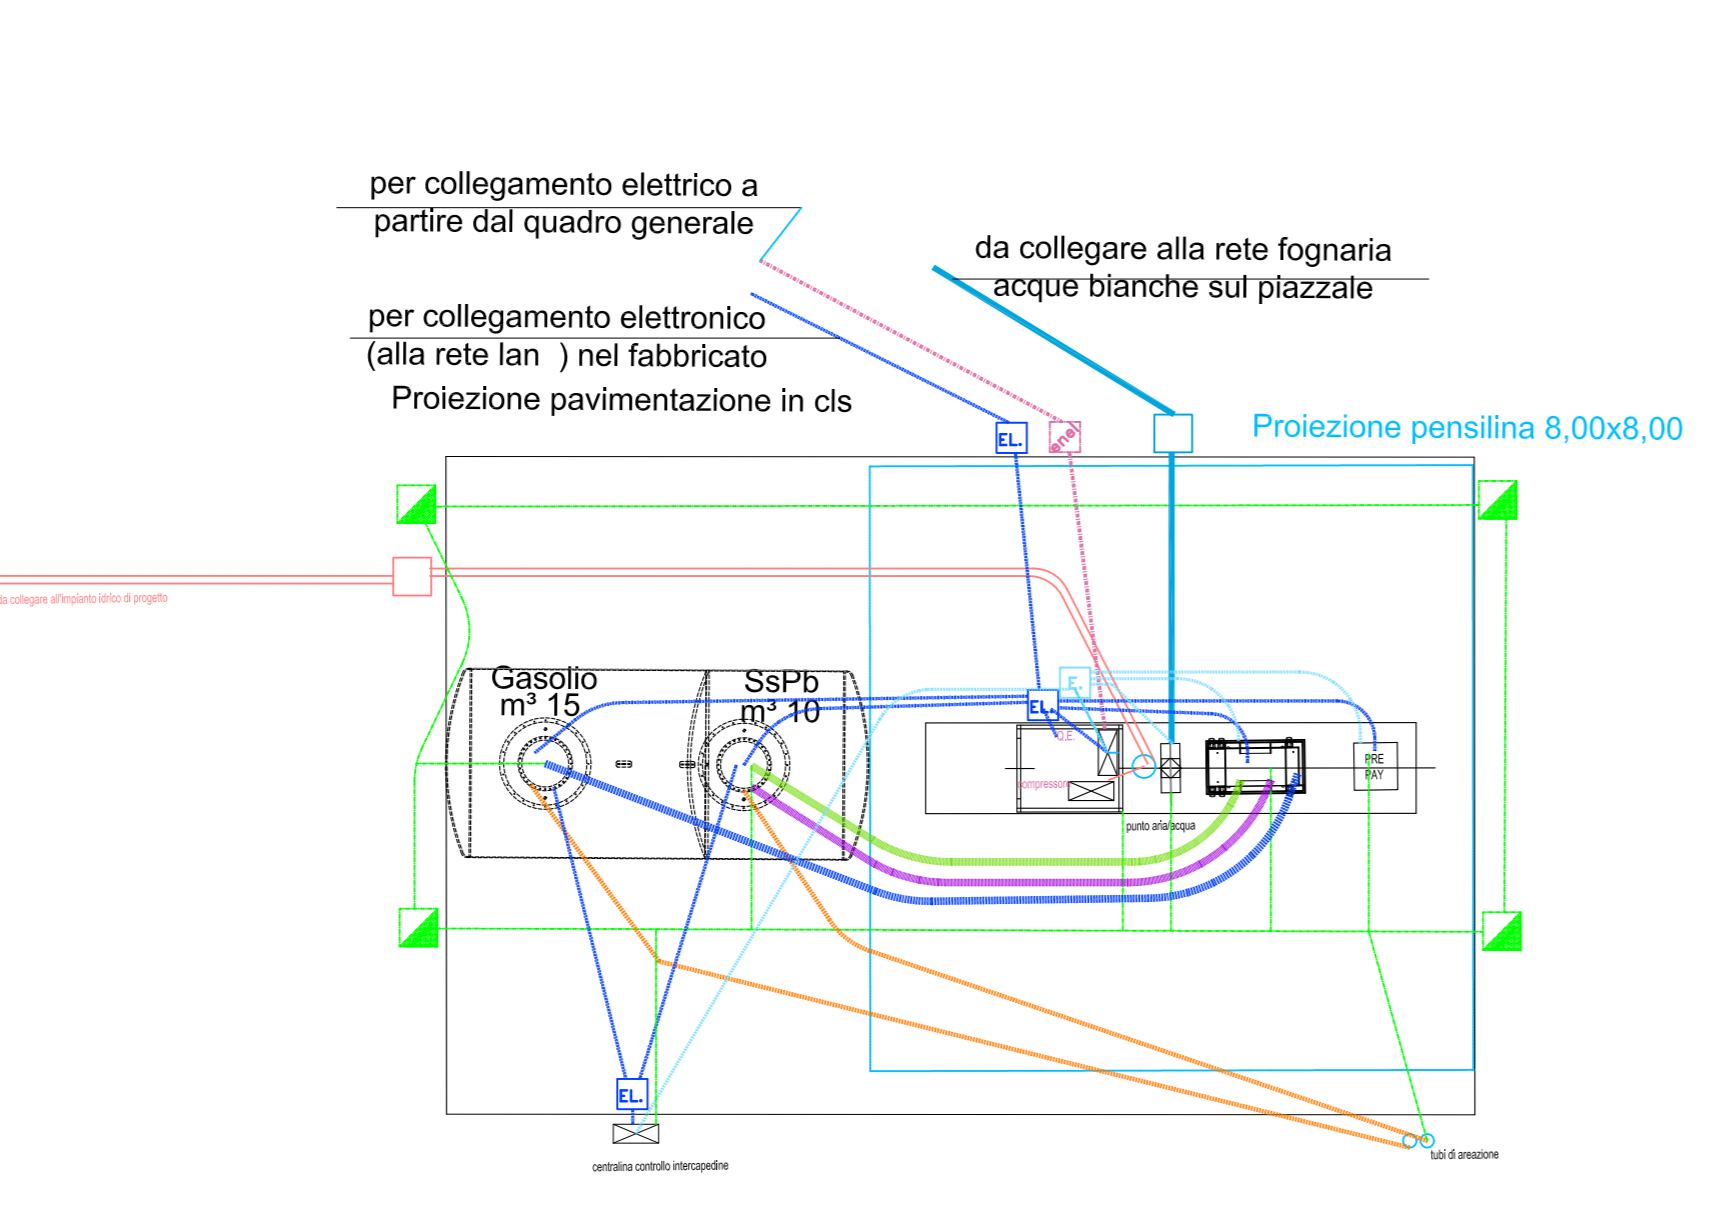 per collegamento elettrico a
partire dal quadro generale
da collegare alla rete fognaria
acque bianche sul piazzale
per collegamento elettronico
(alla rete lan ) nel fabbricato
Proiezione pavimentazione in cls
Proiezione pensilina 8,00x8,00
EL.
enel
da collegare all'impianto idrico di progetto
Gasolio
m³ 15
SsPb
m³ 10
E.
EL.
Q.E.
compressore
PRE
PAY
punto aria/acqua
EL.
centralina controllo intercapedine
tubi di areazione